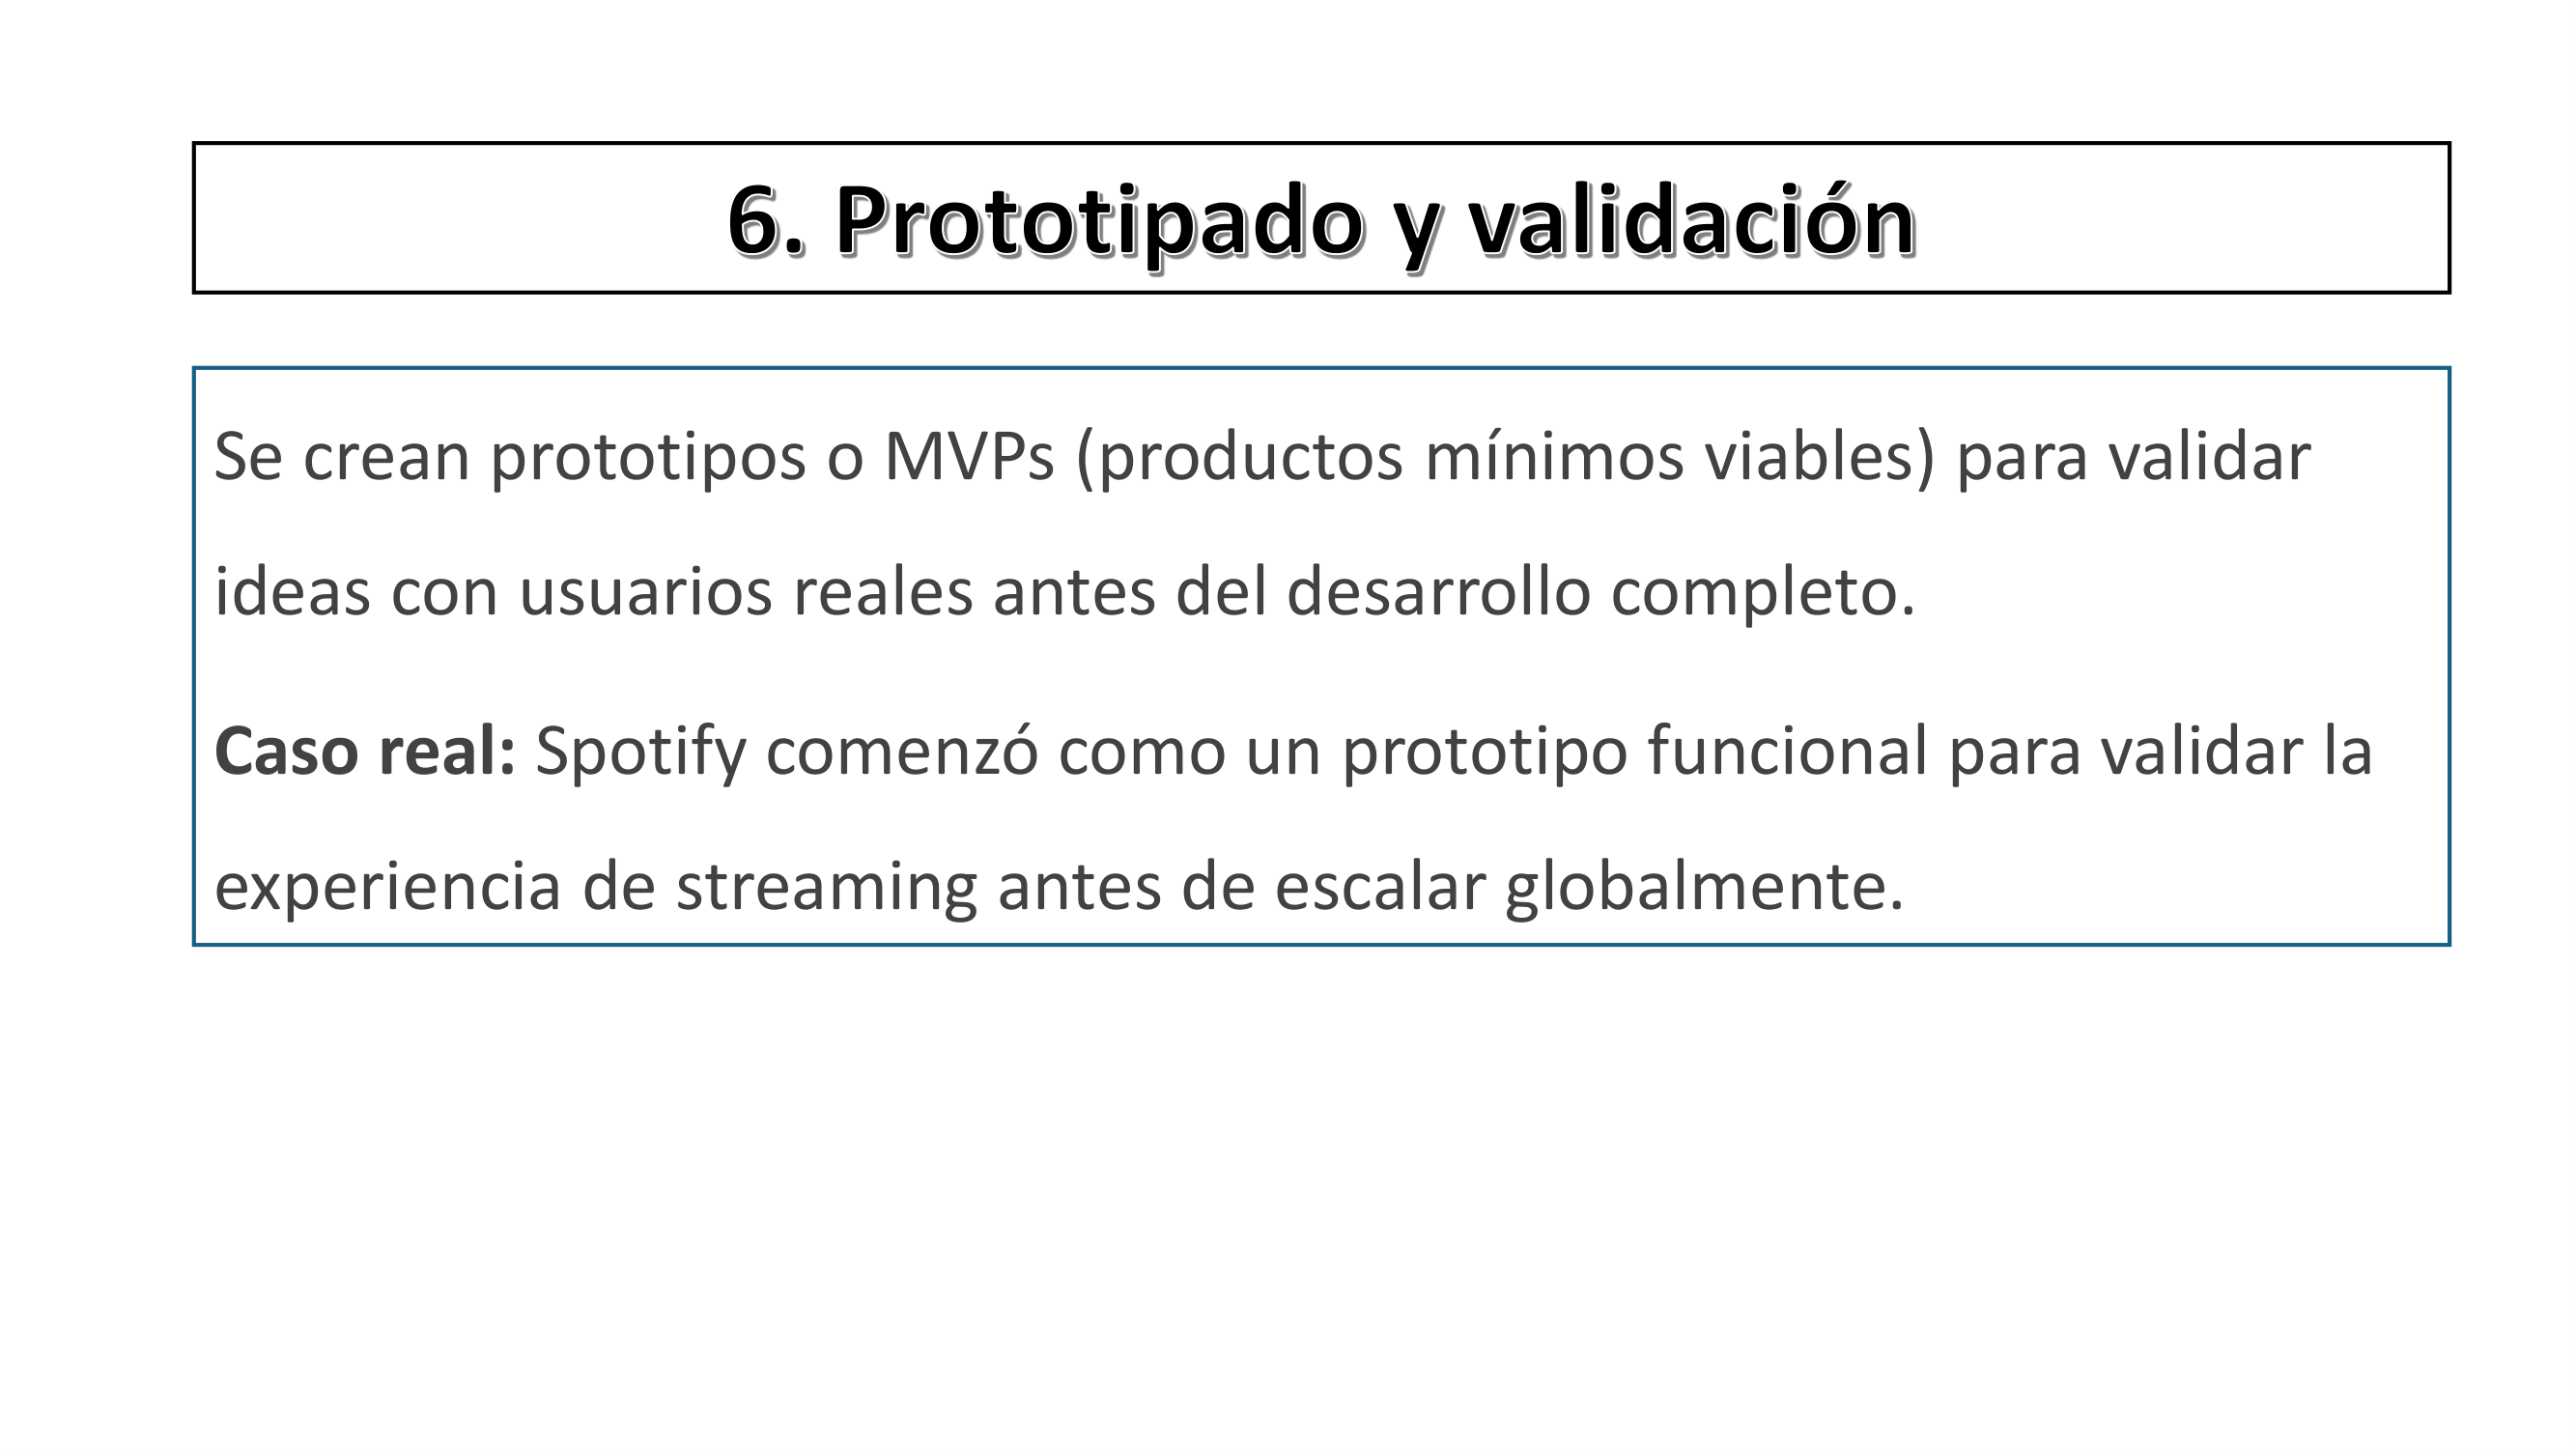 6. Prototipado y validación
Se crean prototipos o MVPs (productos mínimos viables) para validar
ideas con usuarios reales antes del desarrollo completo.
Caso real: Spotify comenzó como un prototipo funcional para validar la
experiencia de streaming antes de escalar globalmente.